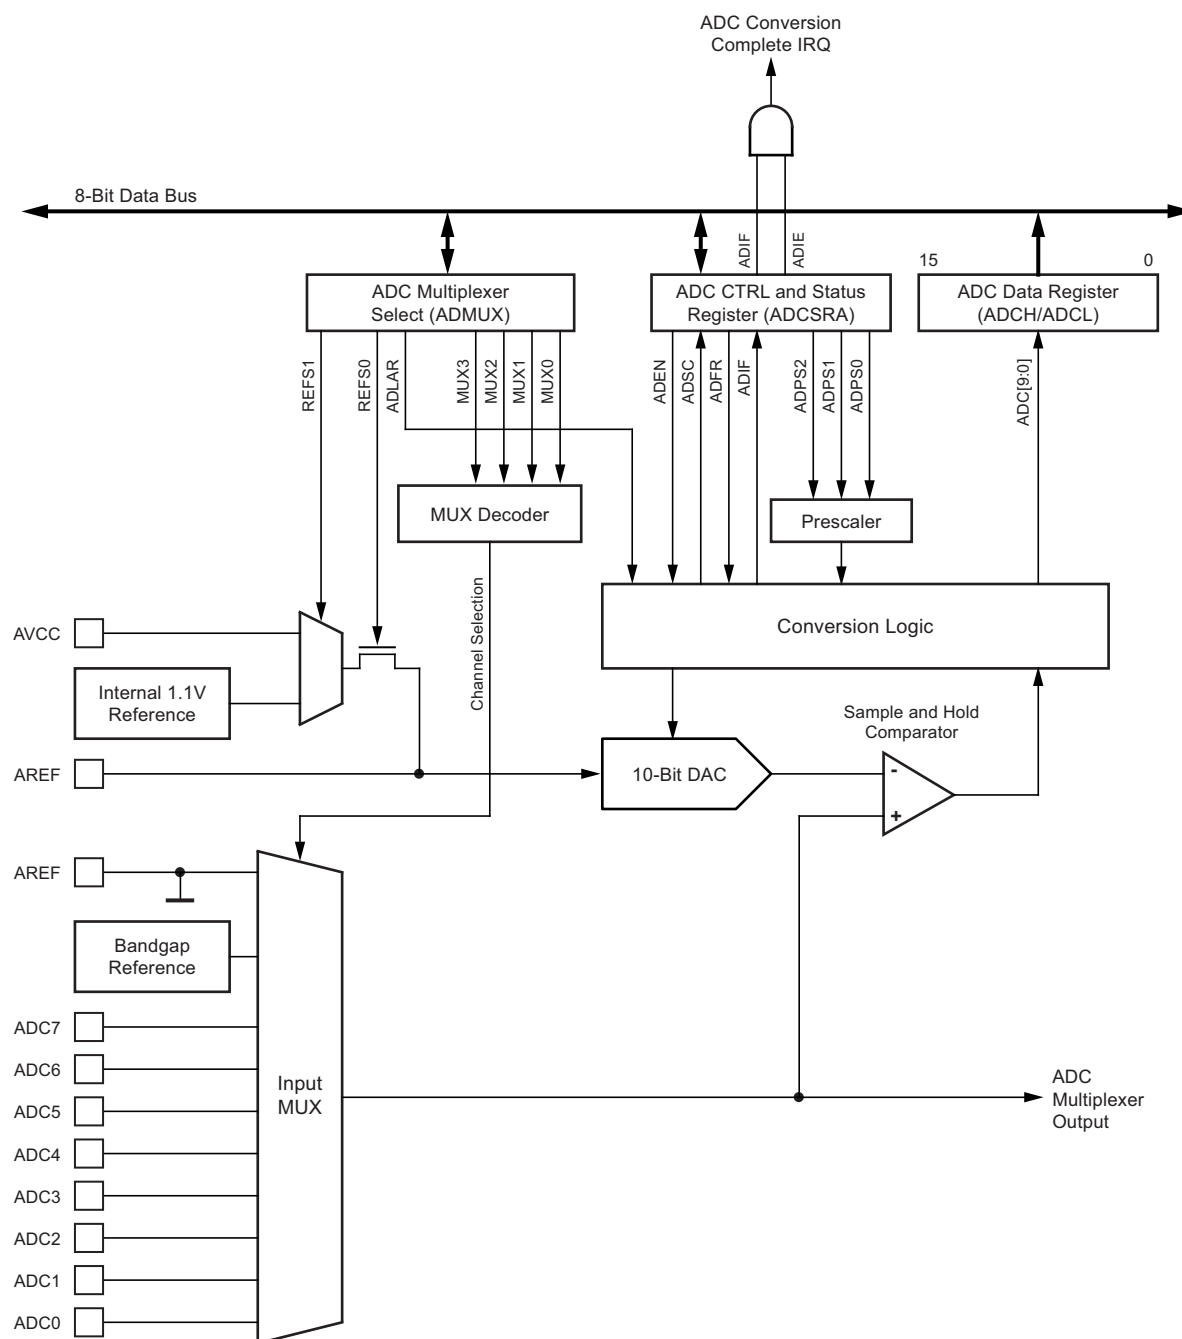 ADC Conversion
Complete IRQ
8-Bit Data Bus
ADIF
ADIE
15
0
ADC Multiplexer
Select (ADMUX)
ADC CTRL and Status
Register (ADCSRA)
ADC Data Register
(ADCH/ADCL)
REFS1
REFS0
ADLAR
MUX3
MUX2
MUX1
MUX0
ADEN
ADSC
ADFR
ADIF
ADPS2
ADPS1
ADPS0
ADC[9:0]
MUX Decoder
Prescaler
Channel Selection
Conversion Logic
AVCC
Internal 1.1V
Reference
Sample and Hold
Comparator
AREF
10-Bit DAC
-
+
AREF
Bandgap
Reference
ADC7
ADC6
ADC5
ADC4
ADC3
ADC2
ADC1
ADC0
Input
MUX
ADC
Multiplexer
Output